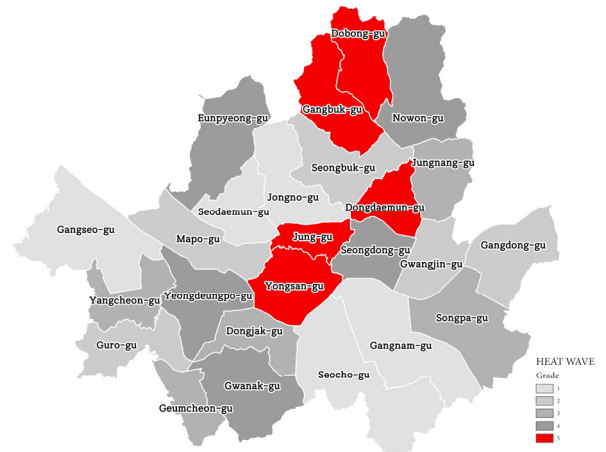 Dobong-gu
Gangbuk-gu
Nowon-gu
Eunpyeong-gu
Seongbuk-gu
Jungnang-gu
Jongno-gu
Seodaemun-gu
Dongdaemun-gu
Gangseo-gu
Mapo-gu
Jung-gu
Seongdong-gu
Gwangjin-gu
Gangdong-gu
Yangcheon-gu
Yeongdeungpo-gu
Yongsan-gu
Songpa-gu
Guro-gu
Dongjak-gu
Gangnam-gu
Seocho-gu
Gwanak-gu
Geumcheon-gu
HEAT WAVE
Grade
1
2
3
4
5